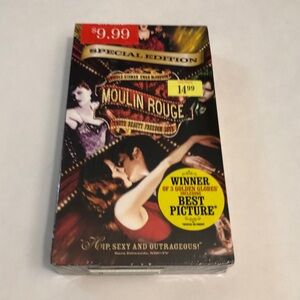 $9.99
SPECIAL EDITION
NICOLE KIDMAN EWAN McGREGOR
14.99
MOULIN ROUGE
TRUTH BEAUTY FREEDOM LOVE
WINNER
OF 3 GOLDEN GLOBES®
INCLUDING
BEST
PICTURE*
"HIP, SEXY AND OUTRAGEOUS!"